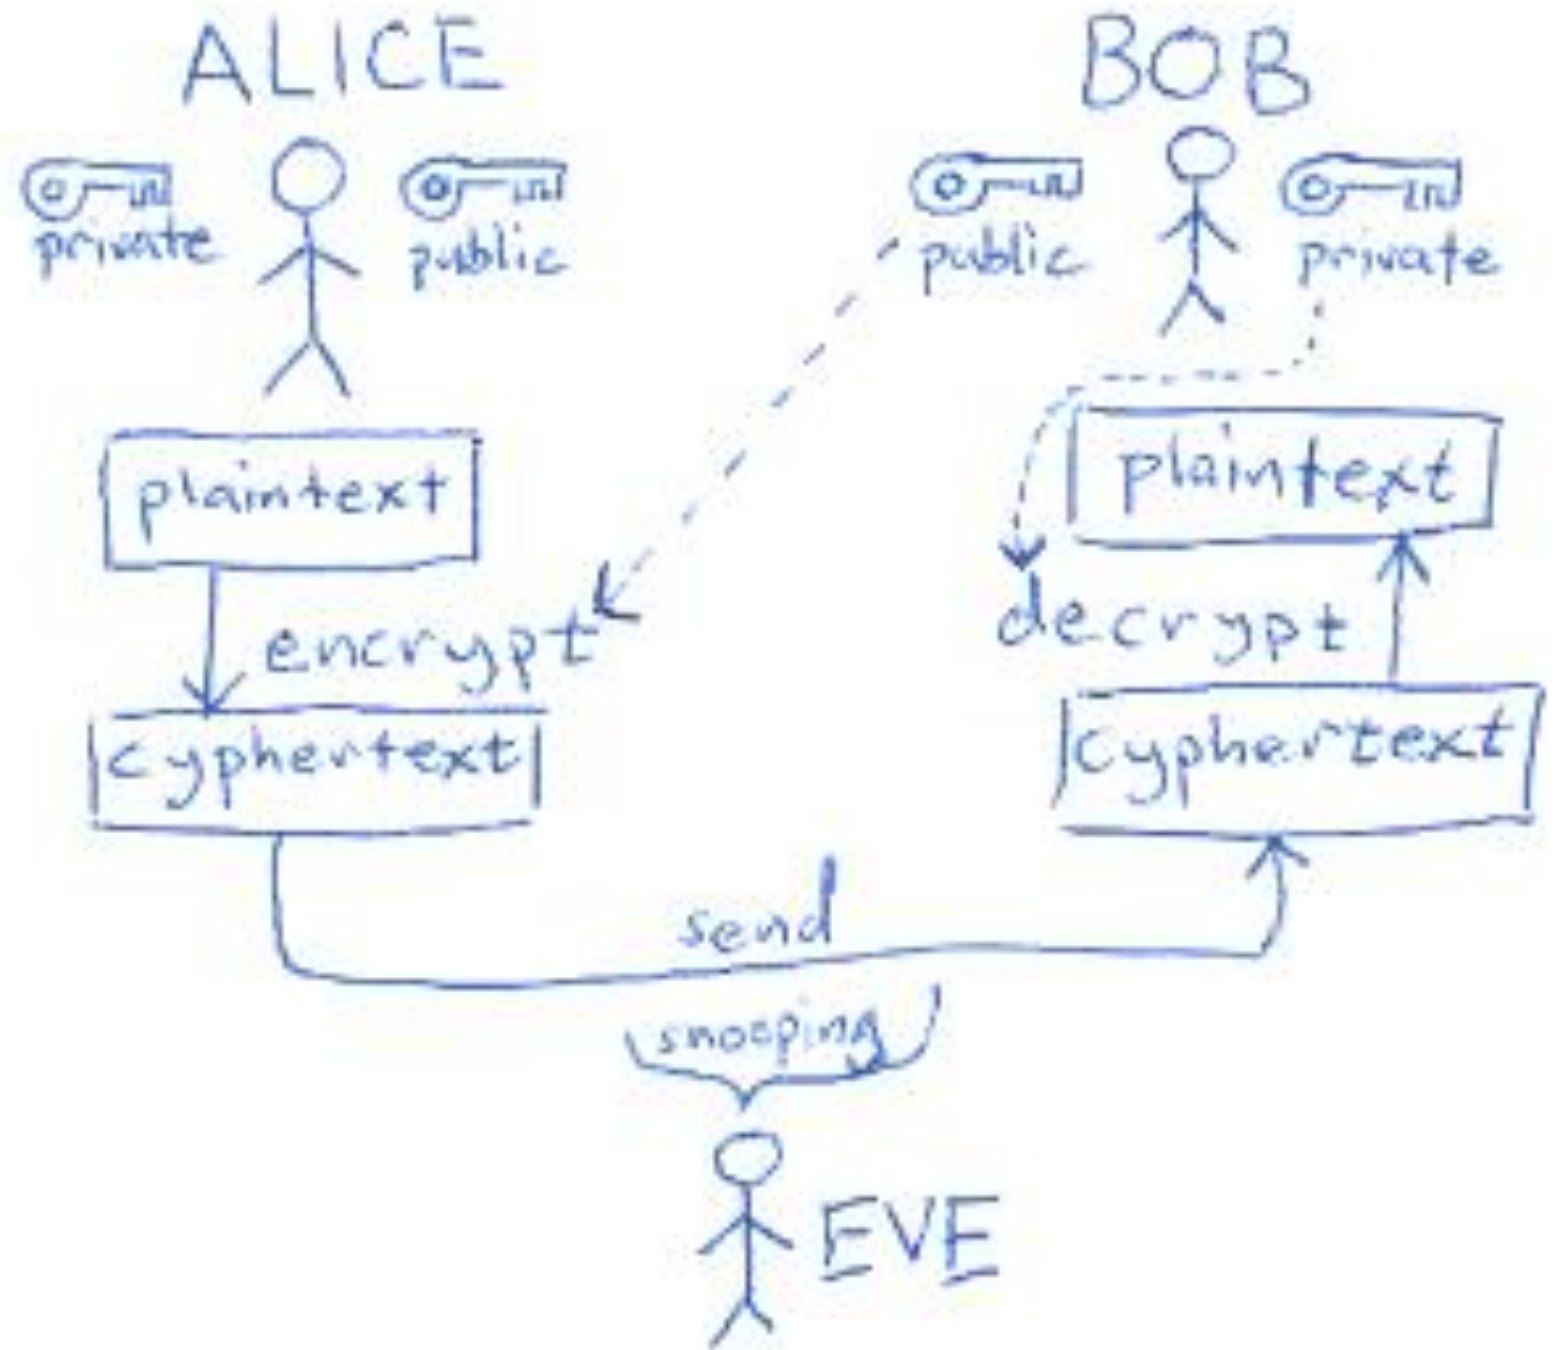 ALICE
BOB
private
public
public
private
plaintext
plaintext
encrypt
decrypt
cyphertext
cyphertext
send
snooping
EVE